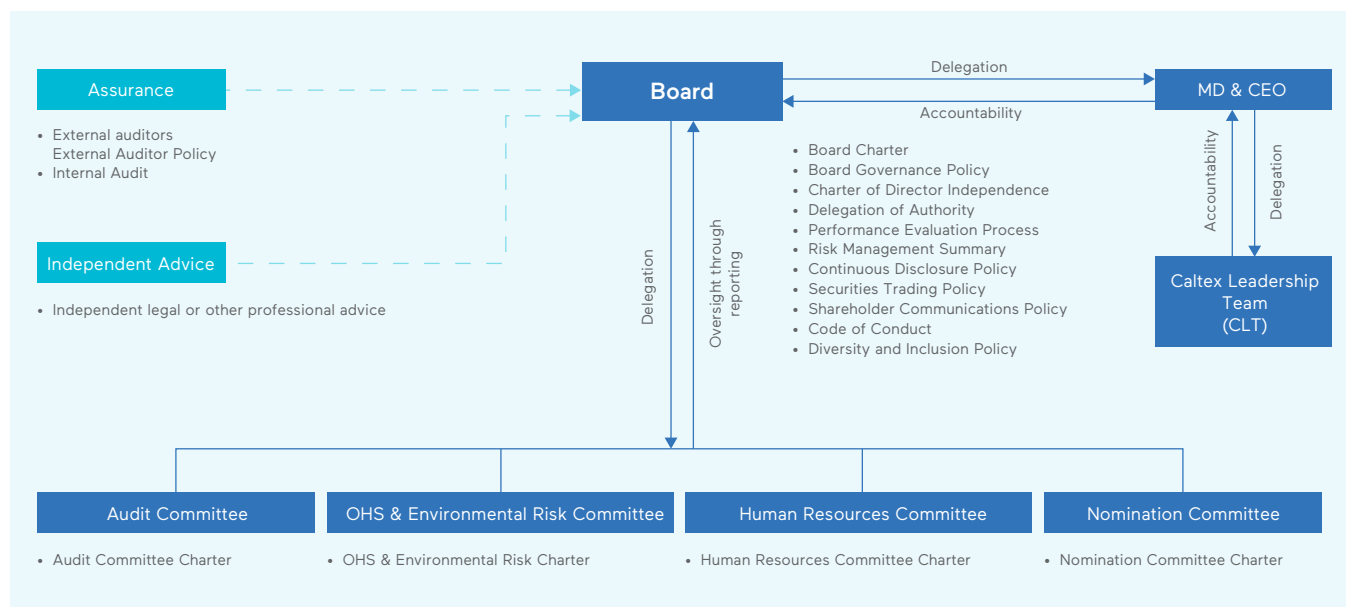 Assurance
• External auditors
External Auditor Policy
• Internal Audit
Independent Advice
• Independent legal or other professional advice
Board
Delegation
Accountability
MD & CEO
• Board Charter
• Board Governance Policy
• Charter of Director Independence
• Delegation of Authority
• Performance Evaluation Process
• Risk Management Summary
• Continuous Disclosure Policy
• Securities Trading Policy
• Shareholder Communications Policy
• Code of Conduct
• Diversity and Inclusion Policy
Accountability
Delegation
Caltex Leadership
Team
(CLT)
Delegation
Oversight through
reporting
Audit Committee
• Audit Committee Charter
OHS & Environmental Risk Committee
• OHS & Environmental Risk Charter
Human Resources Committee
• Human Resources Committee Charter
Nomination Committee
• Nomination Committee Charter